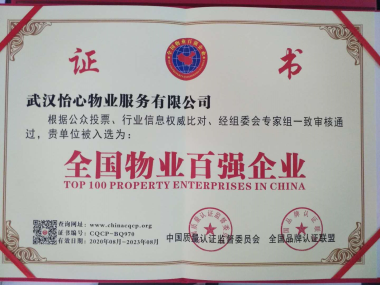 证 书
武汉怡心物业服务有限公司
根据公众投票、行业信息权威比对、经组委会专家组一致审核通
过，贵单位被入选为：
全国物业百强企业
TOP 100 PROPERTY ENTERPRISES IN CHINA
查询网址：www.chinacqcp.org
证书编号：CQCP-BQ976
有效日期：2020年08月-2023年08月
中国质量认证监督管理委员会 全国品牌认证联盟